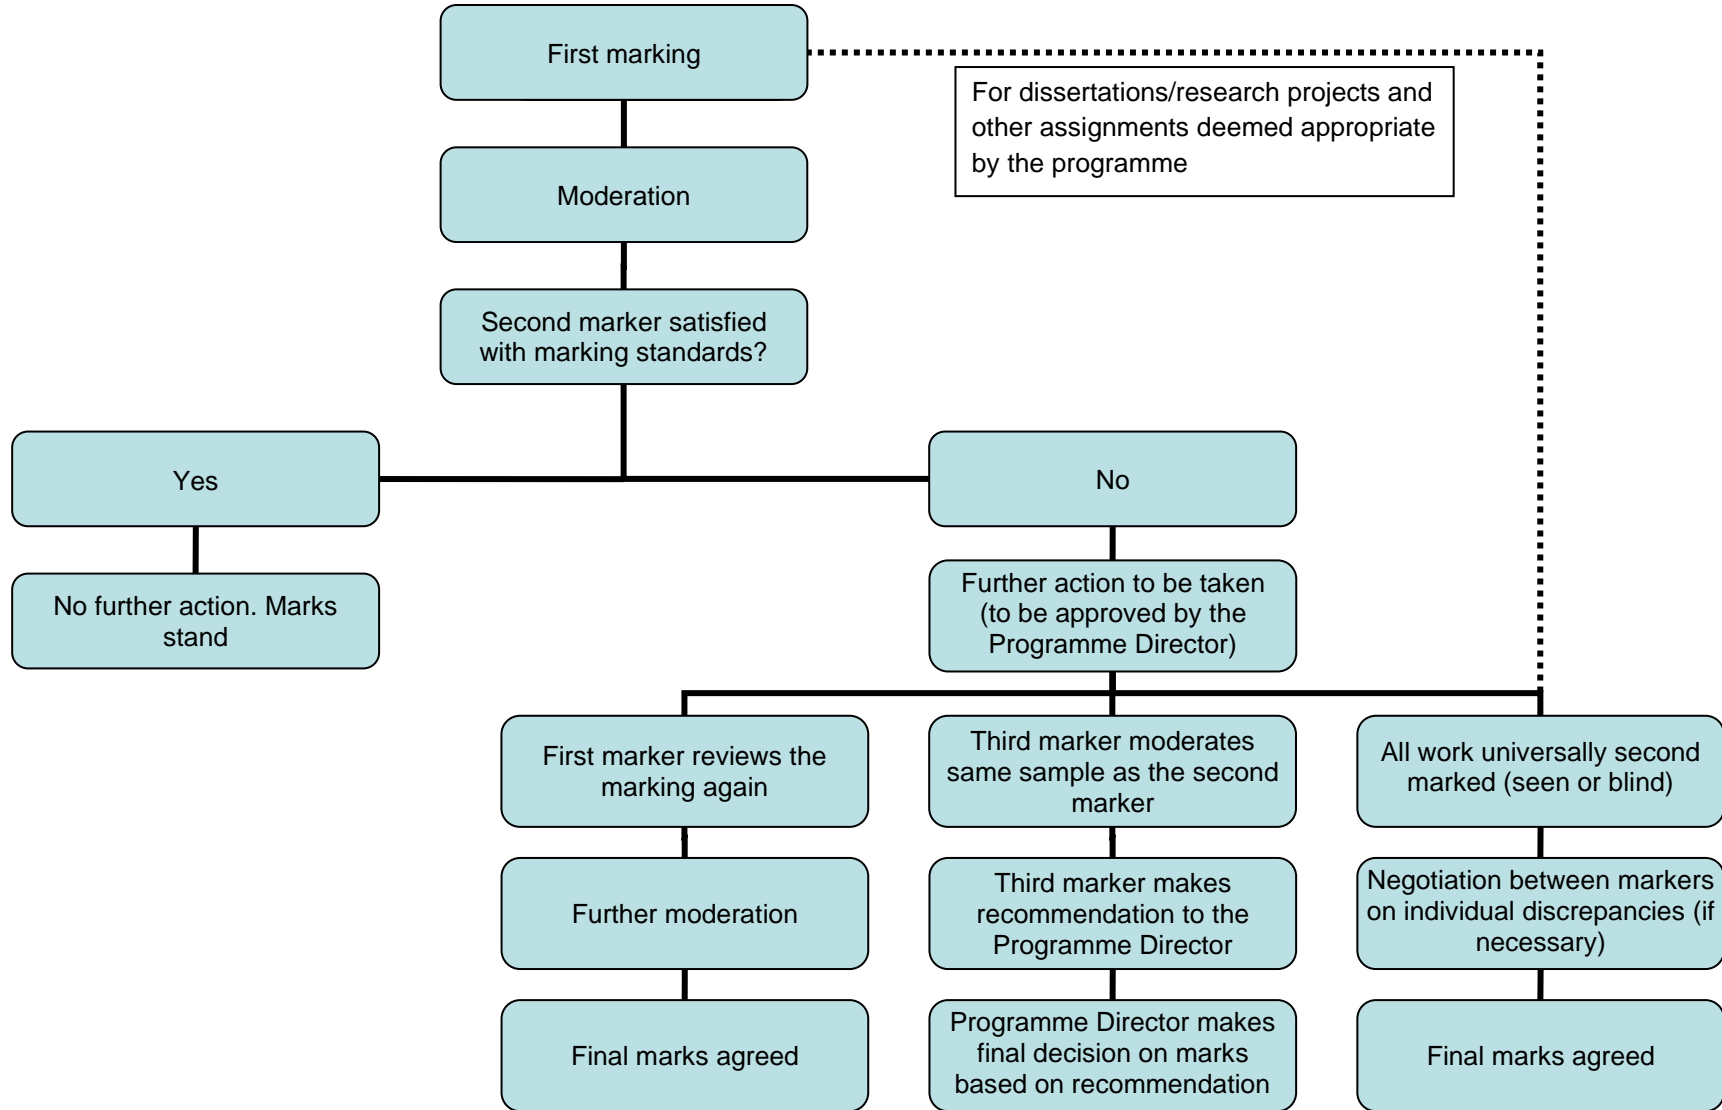 First marking
For dissertations/research projects and
other assignments deemed appropriate
by the programme
Moderation
Second marker satisfied
with marking standards?
Yes
No
No further action. Marks
stand
Further action to be taken
(to be approved by the
Programme Director)
First marker reviews the
marking again
Third marker moderates
same sample as the second
marker
All work universally second
marked (seen or blind)
Further moderation
Third marker makes
recommendation to the
Programme Director
Negotiation between markers
on individual discrepancies (if
necessary)
Final marks agreed
Programme Director makes
final decision on marks
based on recommendation
Final marks agreed